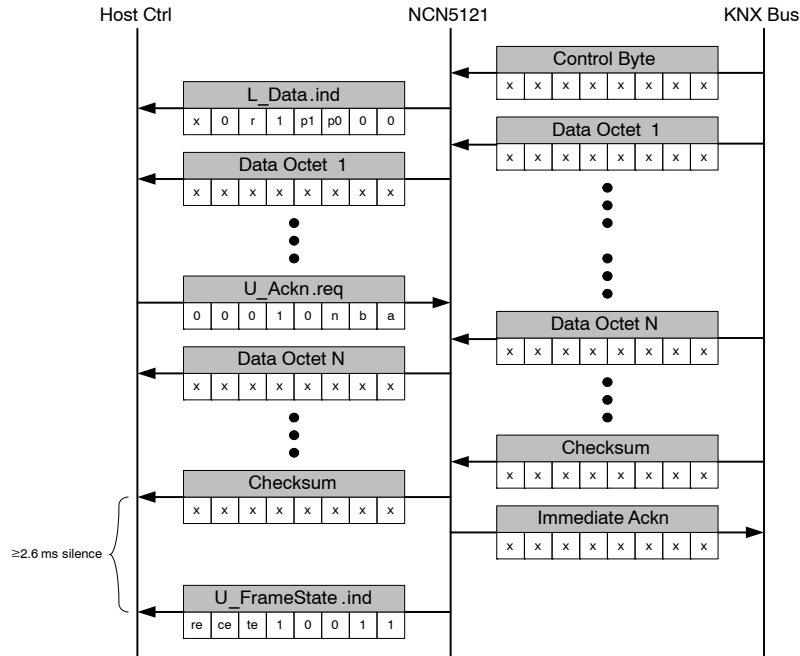 Host Ctrl NCN5121 KNX Bus
Control Byte
x x x x x x x x
L_Data.ind
x 0 r 1 p1 p0 0 0
Data Octet 1
x x x x x x x x
Data Octet 1
x x x x x x x x
U_Ackn.req
0 0 0 1 0 n b a
Data Octet N
x x x x x x x x
Data Octet N
x x x x x x x x
Checksum
x x x x x x x x
Checksum
x x x x x x x x
Immediate Ackn
x x x x x x x x
≥2.6 ms silence
U_FrameState.ind
re ce te 1 0 0 1 1